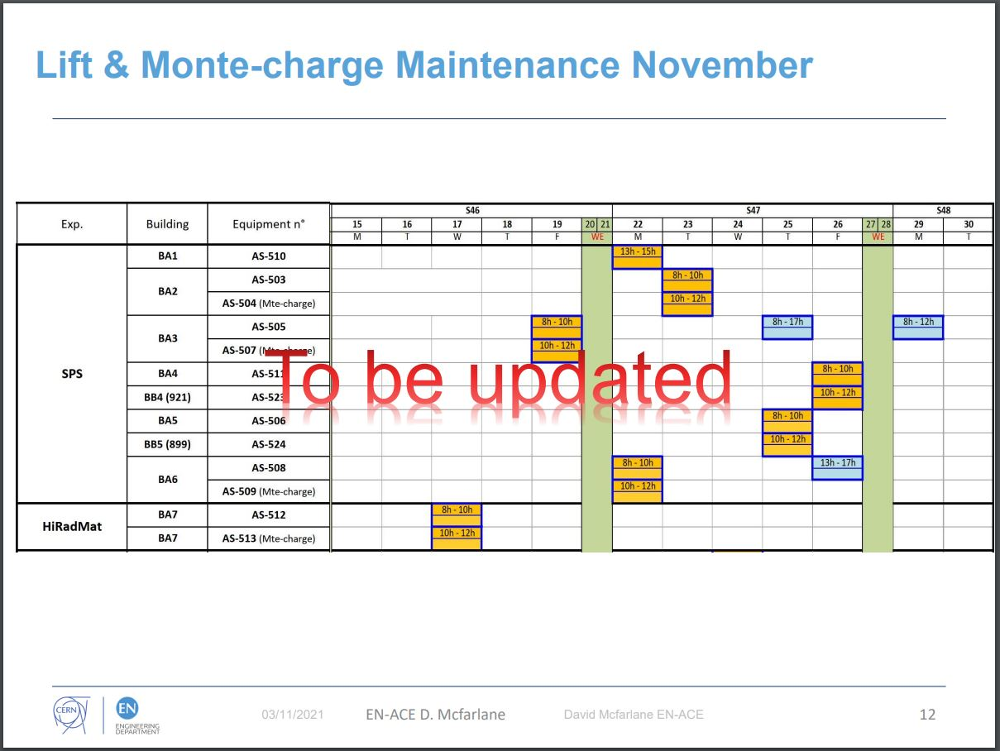 Lift & Monte-charge Maintenance November
Exp. Building Equipment n° S46 S47 S48
15 16 17 18 19 20 21 22 23 24 25 26 27 28 29 30
M T W T F WE M T W T F WE M T
SPS
BA1 AS-510 13h - 15h
BA2
AS-503 8h - 10h
AS-504 (Mte-charge) 10h - 12h
BA3
AS-505 8h - 10h 8h - 17h 8h - 12h
AS-507 (Mte-charge) 10h - 12h
BA4 AS-511 8h - 10h
BB4 (921) AS-523 10h - 12h
To be updated
BA5 AS-506 8h - 10h
BB5 (899) AS-524 10h - 12h
BA6
AS-508 8h - 10h 13h - 17h
AS-509 (Mte-charge) 10h - 12h
HiRadMat
BA7 AS-512 8h - 10h
BA7 AS-513 (Mte-charge) 10h - 12h
CERN
EN
ENGINEERING
DEPARTMENT
03/11/2021 EN-ACE D. Mcfarlane David Mcfarlane EN-ACE 12